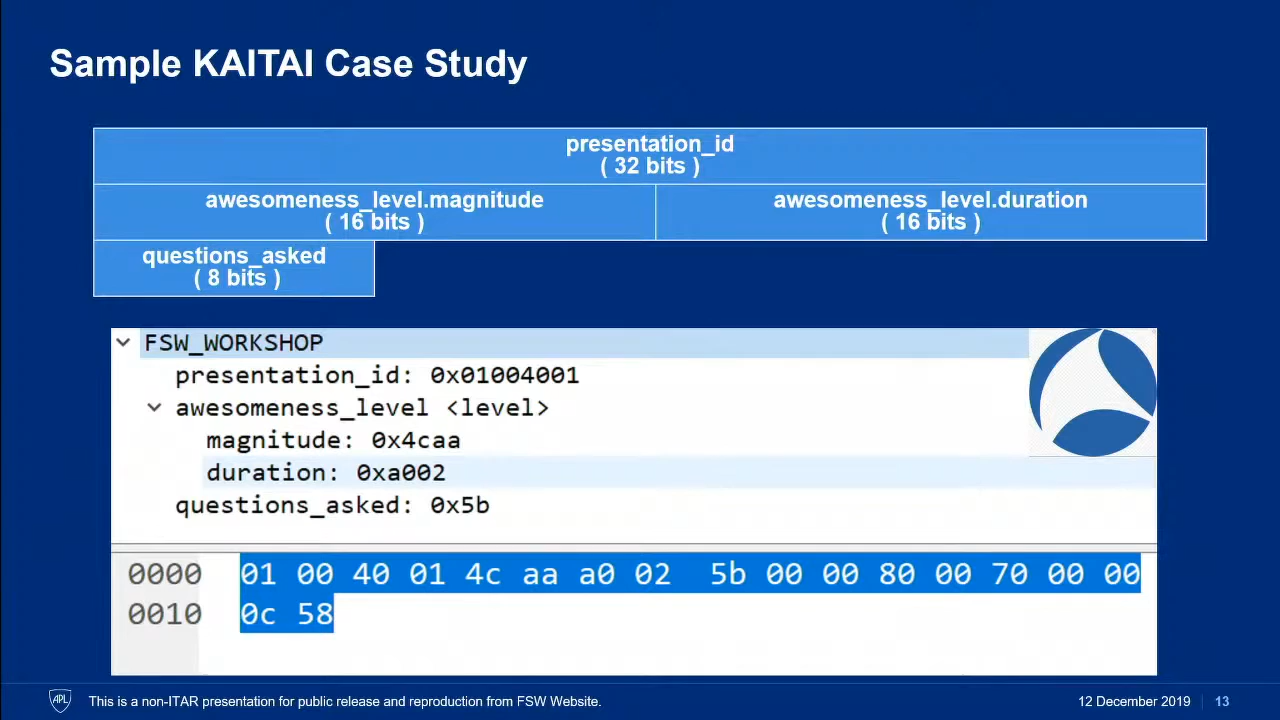 Sample KAITAI Case Study
presentation_id
( 32 bits )
awesomeness_level.magnitude
( 16 bits )
awesomeness_level.duration
( 16 bits )
questions_asked
( 8 bits )
FSW_WORKSHOP
presentation_id: 0x01004001
awesomeness_level <level>
magnitude: 0x4caa
duration: 0xa002
questions_asked: 0x5b
0000 01 00 40 01 4c aa a0 02 5b 00 00 80 00 70 00 00
0010 0c 58
APL
This is a non-ITAR presentation for public release and reproduction from FSW Website.
12 December 2019
13